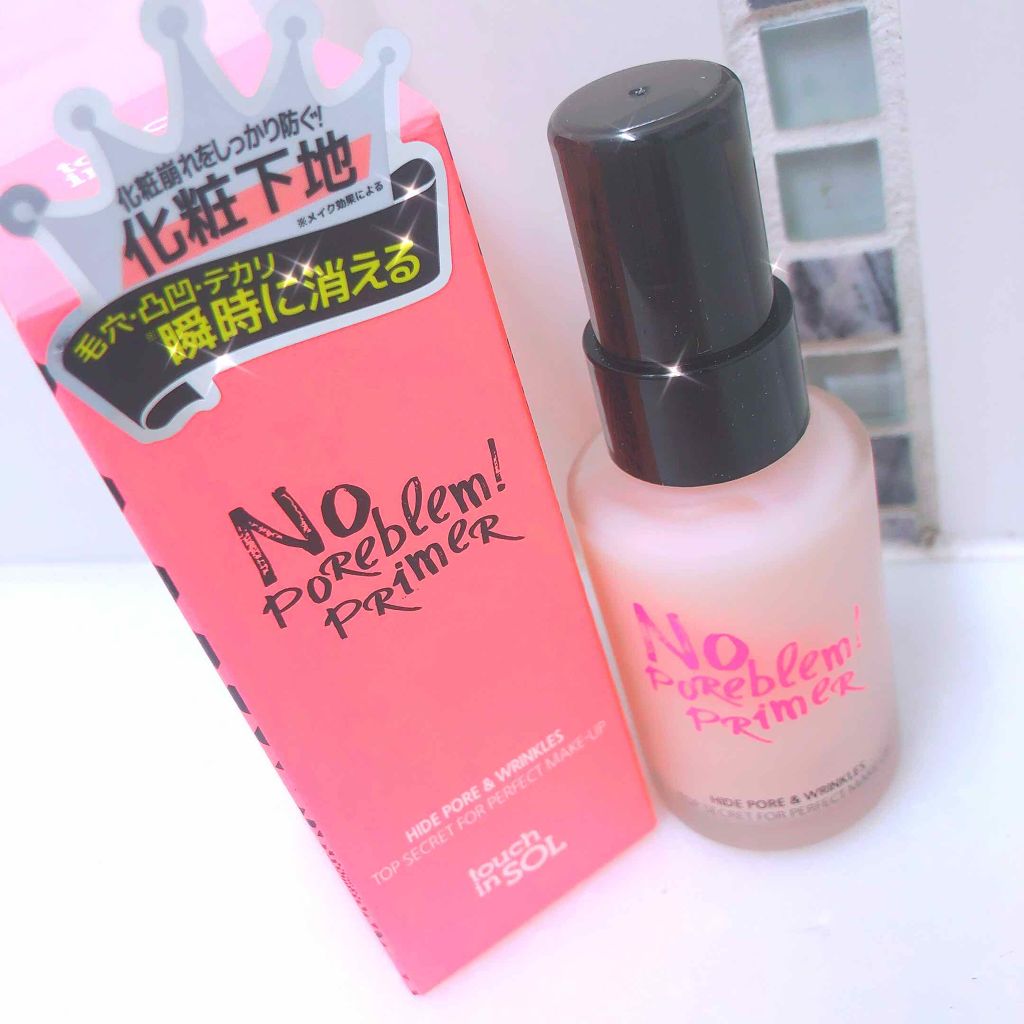 化粧崩れをしっかり防ぐ!
化粧下地
※メイク効果による
毛穴・凸凹・テカリ
※瞬時に消える
No
Poreblem!
Primer
HIDE PORE & WRINKLES
TOP SECRET FOR PERFECT MAKE-UP
touch
in SOL
No
Poreblem!
Primer
HIDE PORE & WRINKLES
SECRET FOR PERFECT